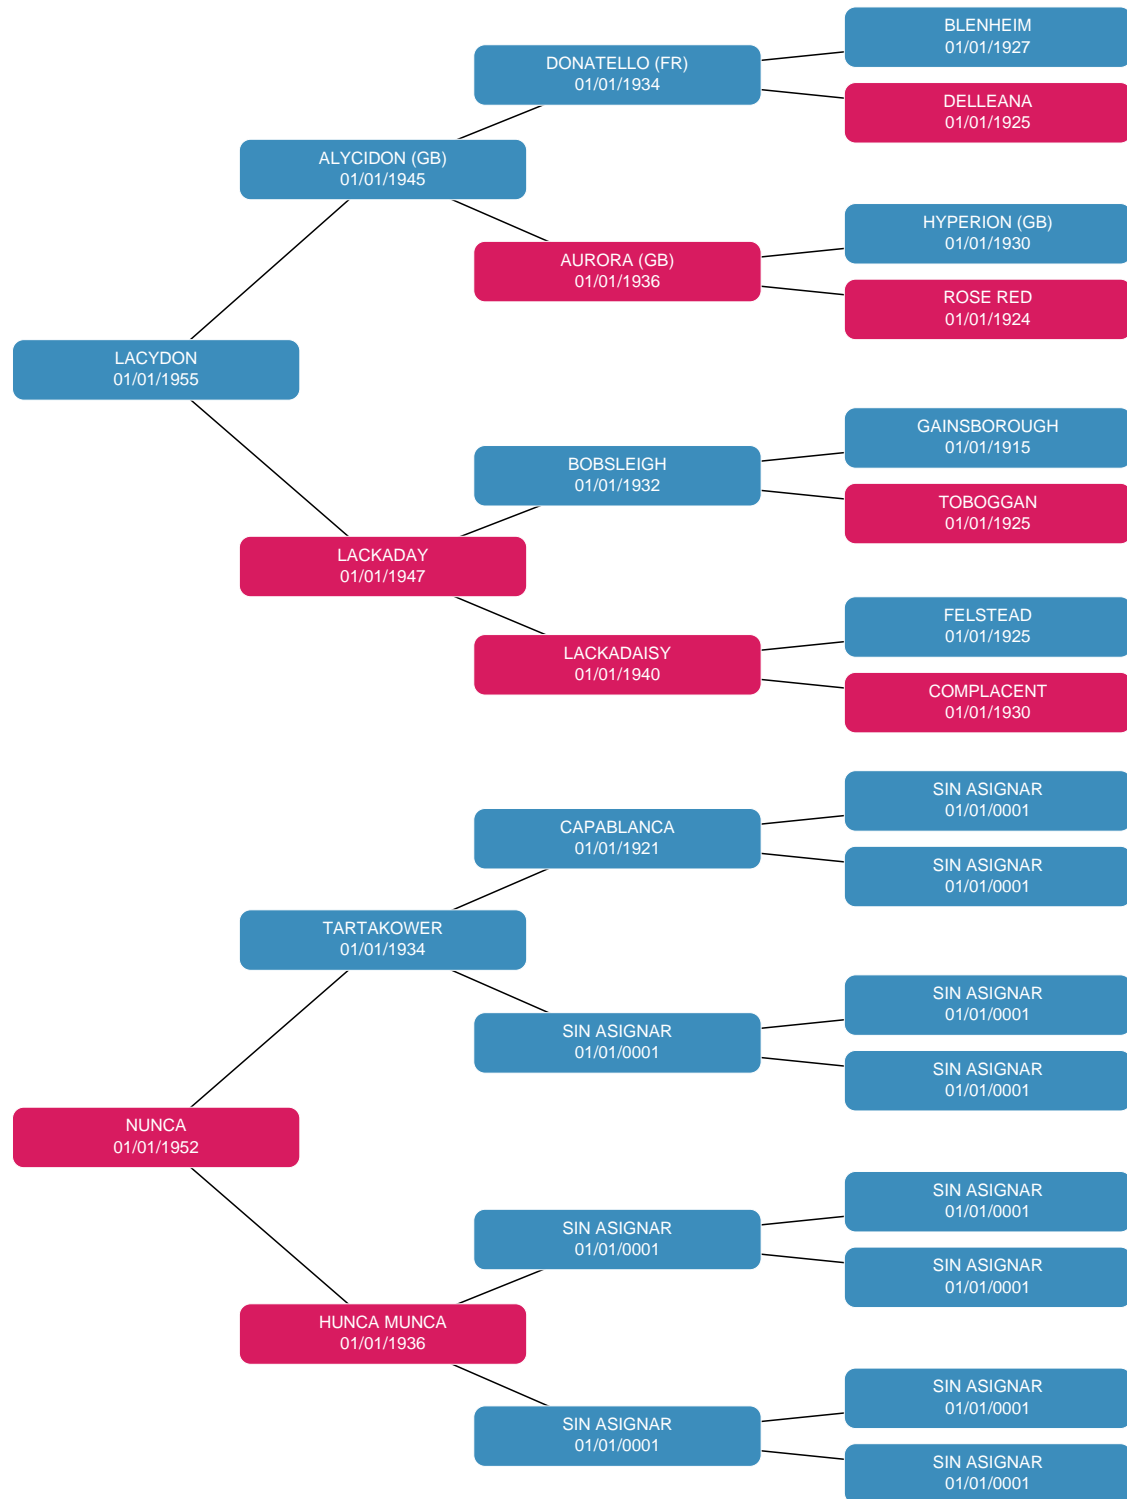 BLENHEIM
01/01/1927
DONATELLO (FR)
01/01/1934
DELLEANA
01/01/1925
ALYCIDON (GB)
01/01/1945
HYPERION (GB)
01/01/1930
AURORA (GB)
01/01/1936
ROSE RED
01/01/1924
LACYDON
01/01/1955
GAINSBOROUGH
01/01/1915
BOBSLEIGH
01/01/1932
TOBOGGAN
01/01/1925
LACKADAY
01/01/1947
FELSTEAD
01/01/1925
LACKADAISY
01/01/1940
COMPLACENT
01/01/1930
SIN ASIGNAR
01/01/0001
CAPABLANCA
01/01/1921
SIN ASIGNAR
01/01/0001
TARTAKOWER
01/01/1934
SIN ASIGNAR
01/01/0001
SIN ASIGNAR
01/01/0001
SIN ASIGNAR
01/01/0001
NUNCA
01/01/1952
SIN ASIGNAR
01/01/0001
SIN ASIGNAR
01/01/0001
SIN ASIGNAR
01/01/0001
HUNCA MUNCA
01/01/1936
SIN ASIGNAR
01/01/0001
SIN ASIGNAR
01/01/0001
SIN ASIGNAR
01/01/0001